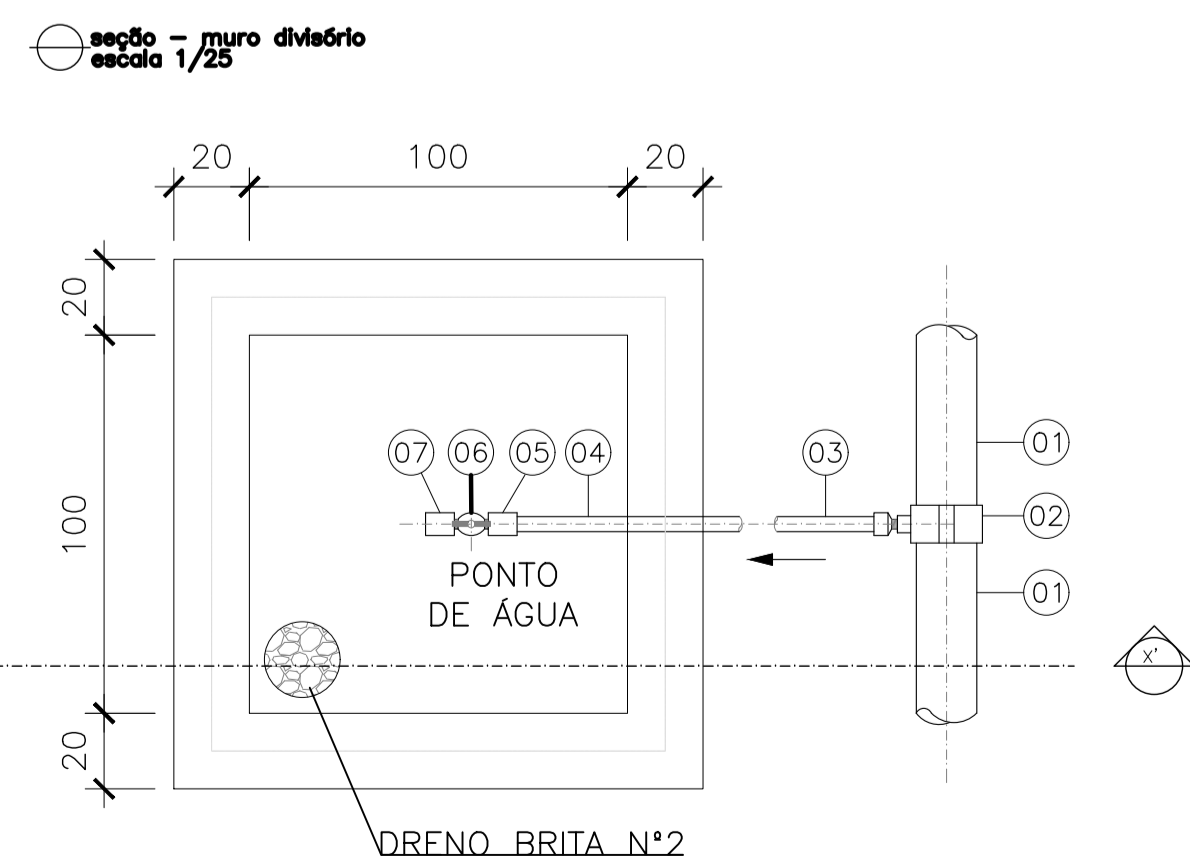 seção - muro divisório
escala 1/25
20 100 20
20
100
20
07 06 05 04 03
01
02
01
PONTO
DE ÁGUA
X'
DRENO BRITA Nº2